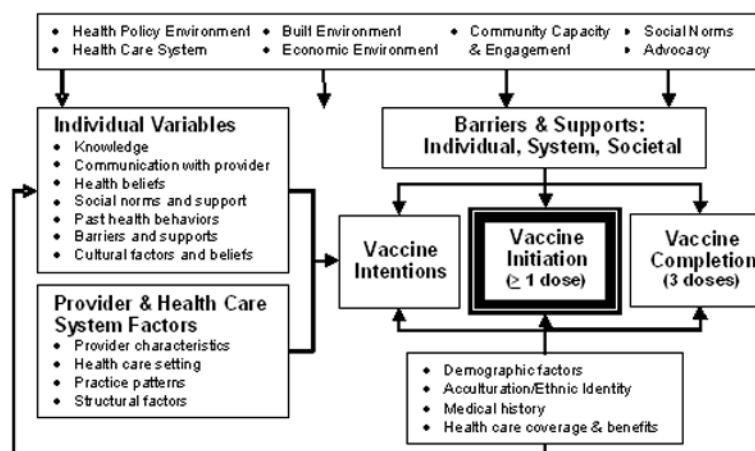 • Health Policy Environment
• Health Care System
• Built Environment
• Economic Environment
• Community Capacity
& Engagement
• Social Norms
• Advocacy
Individual Variables
• Knowledge
• Communication with provider
• Health beliefs
• Social norms and support
• Past health behaviors
• Barriers and supports
• Cultural factors and beliefs
Provider & Health Care
System Factors
• Provider characteristics
• Health care setting
• Practice patterns
• Structural factors
Barriers & Supports:
Individual, System, Societal
Vaccine
Intentions
Vaccine
Initiation
(≥ 1 dose)
Vaccine
Completion
(3 doses)
• Demographic factors
• Acculturation/Ethnic Identity
• Medical history
• Health care coverage & benefits